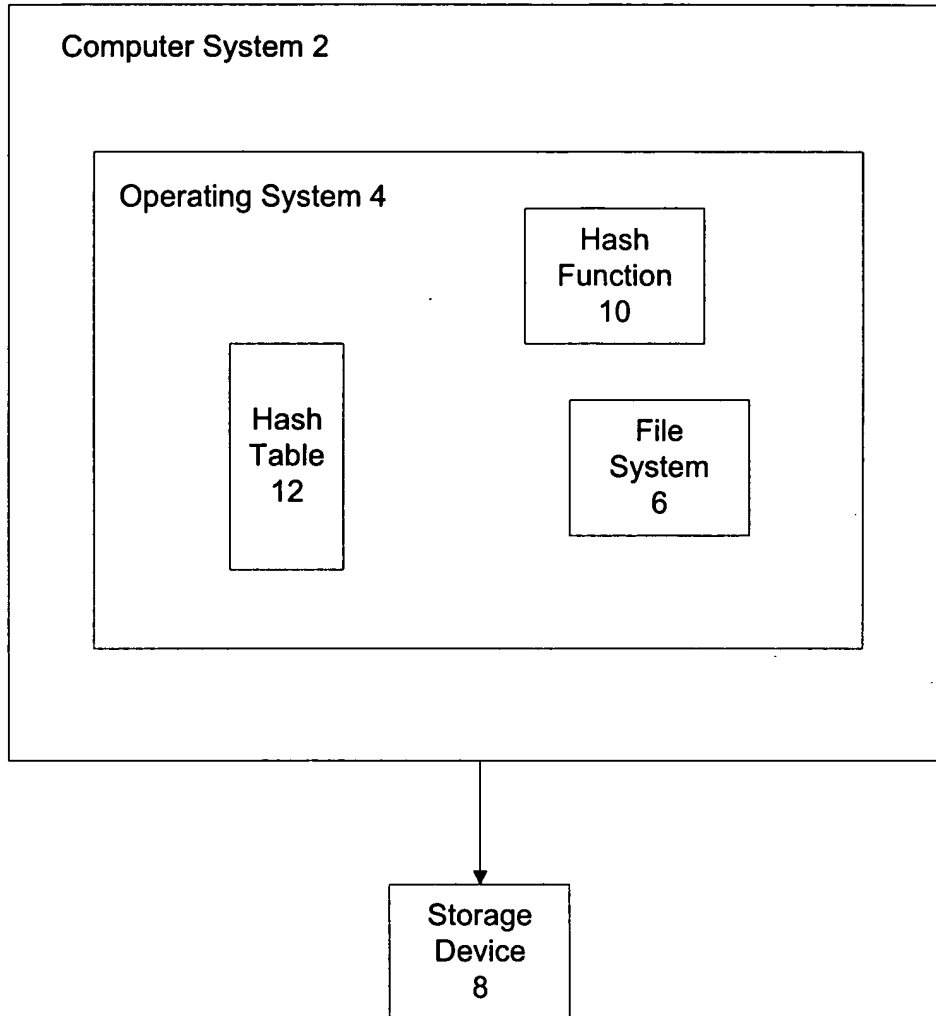 Computer System 2
Operating System 4
Hash
Function
10
Hash
Table
12
File
System
6
Storage
Device
8